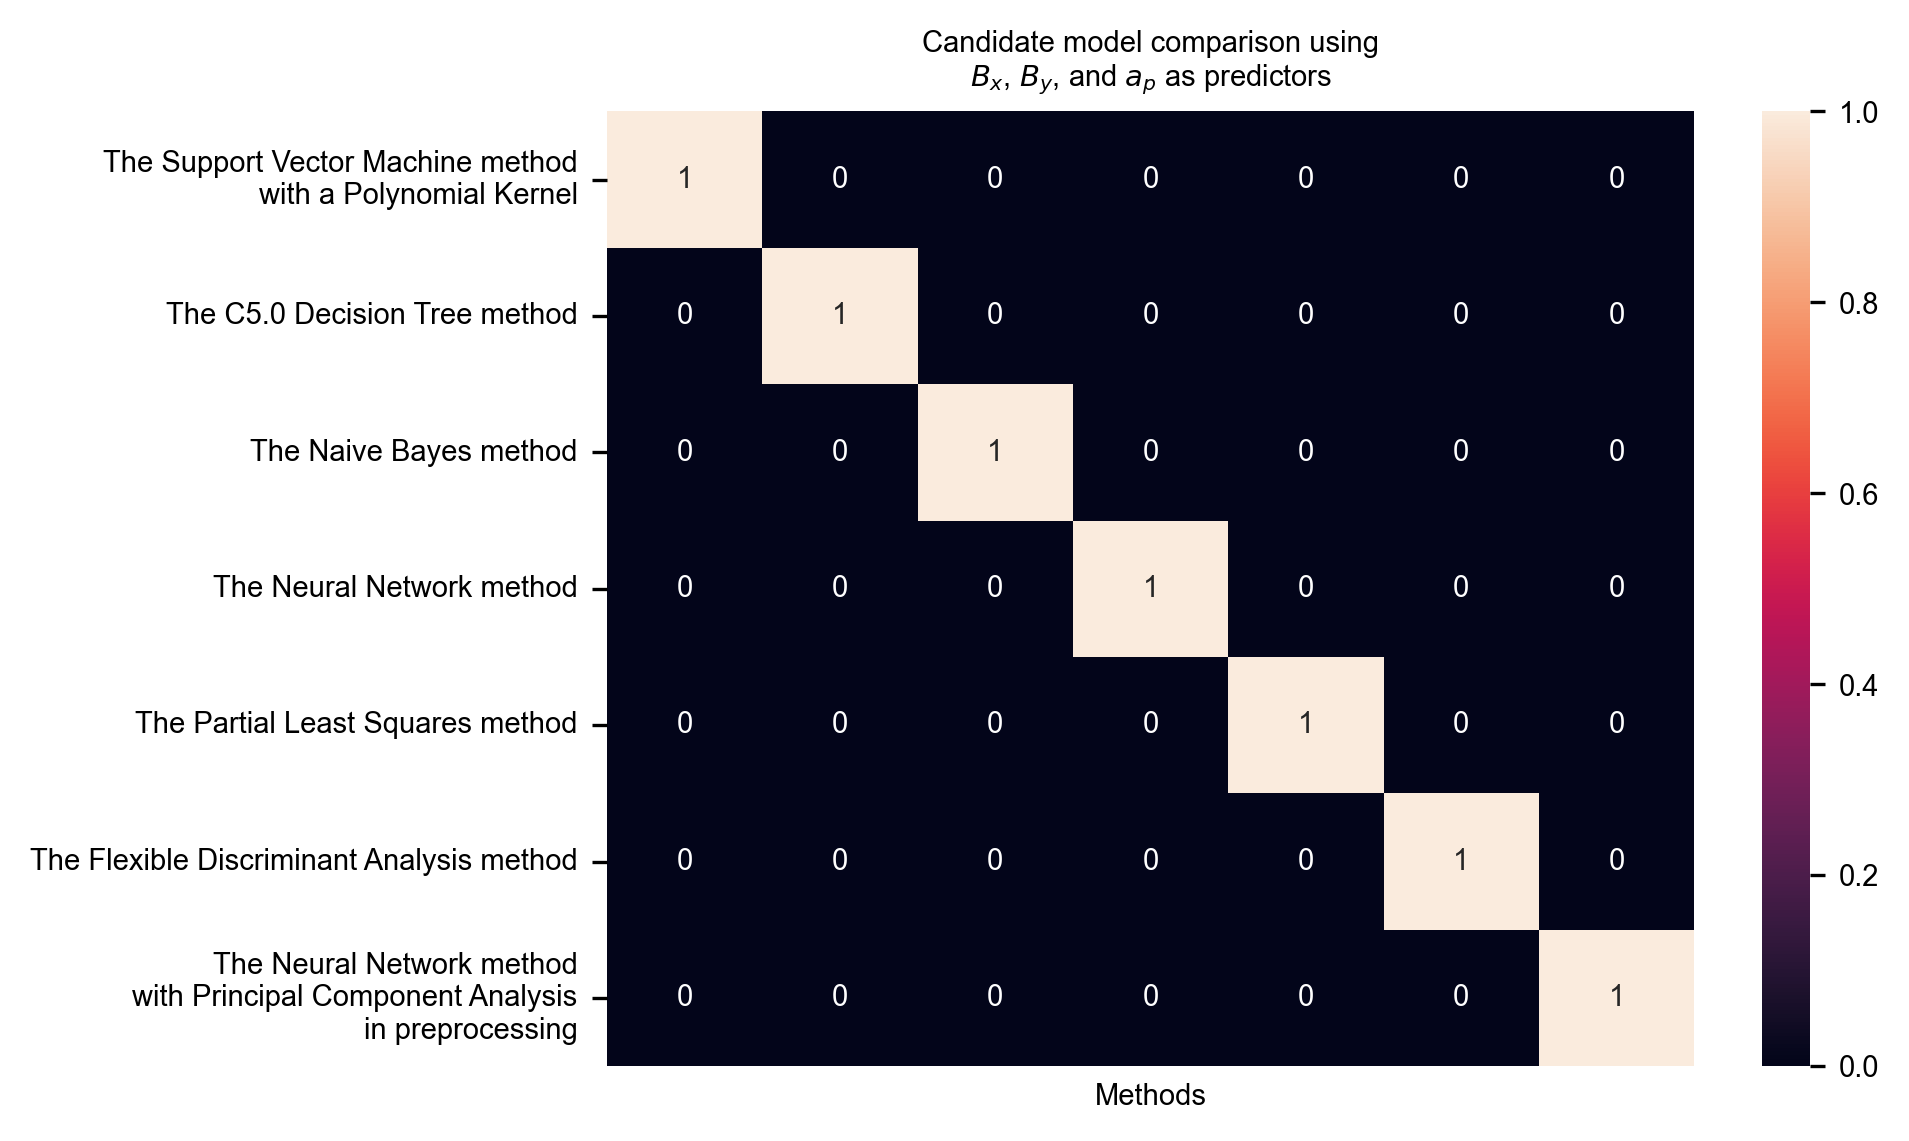 Candidate model comparison using
Bx, By, and ap as predictors
The Support Vector Machine method
with a Polynomial Kernel
1 0 0 0 0 0 0
The C5.0 Decision Tree method
0 1 0 0 0 0 0
The Naive Bayes method
0 0 1 0 0 0 0
The Neural Network method
0 0 0 1 0 0 0
The Partial Least Squares method
0 0 0 0 1 0 0
The Flexible Discriminant Analysis method
0 0 0 0 0 1 0
The Neural Network method
with Principal Component Analysis
in preprocessing
0 0 0 0 0 0 1
Methods
1.0
0.8
0.6
0.4
0.2
0.0